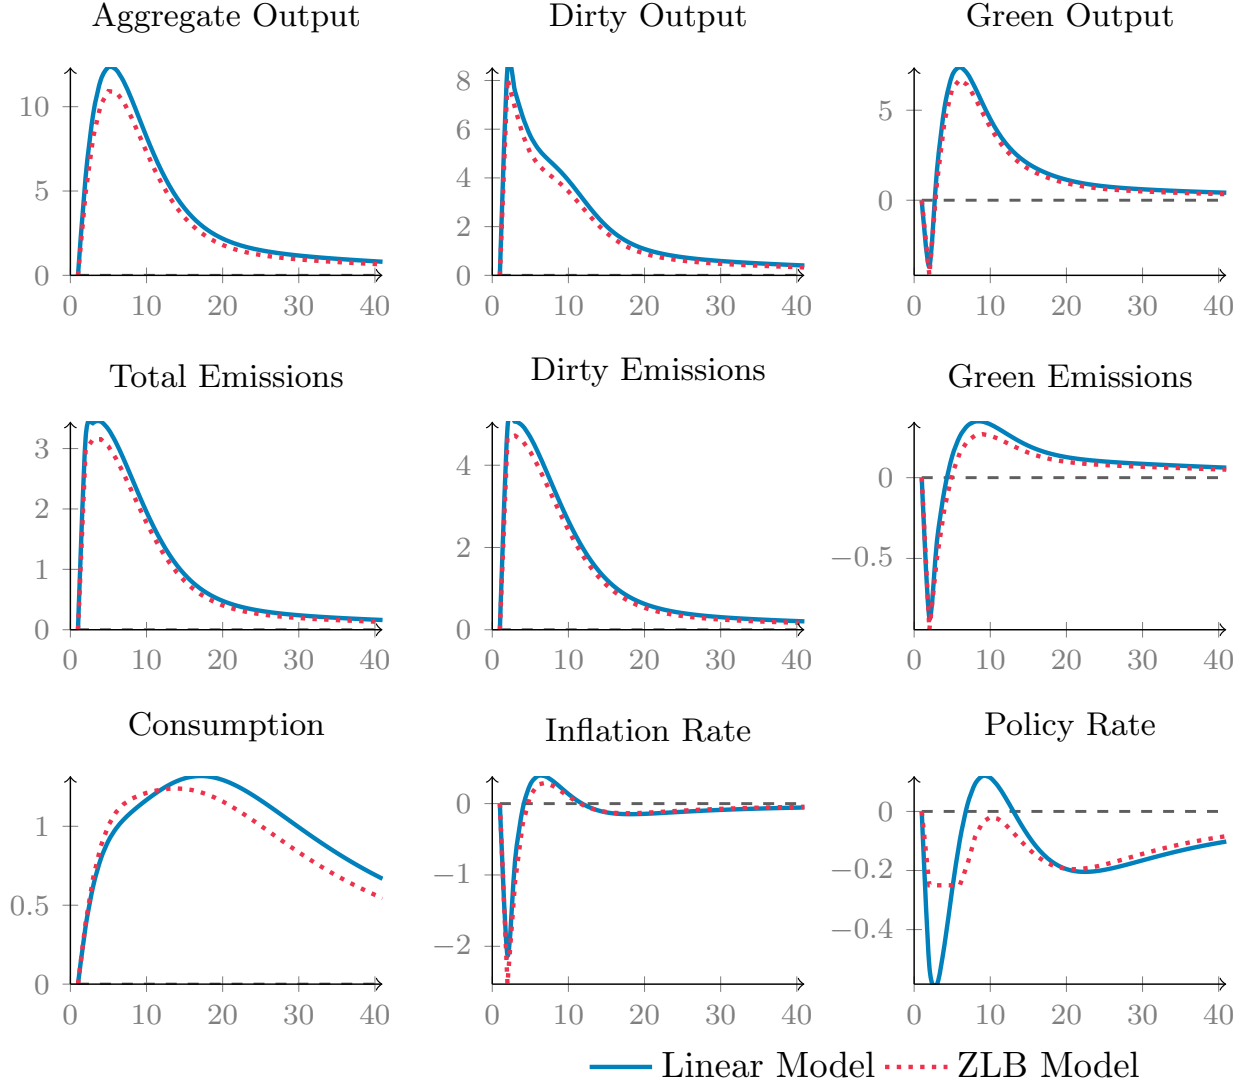 Aggregate Output
Dirty Output
Green Output
10
5
0
0 10 20 30 40
8
6
4
2
0
0 10 20 30 40
5
0
0 10 20 30 40
Total Emissions
Dirty Emissions
Green Emissions
3
2
1
0
0 10 20 30 40
4
2
0
0 10 20 30 40
0
−0.5
0 10 20 30 40
Consumption
Inflation Rate
Policy Rate
1
0.5
0
0 10 20 30 40
0
−1
−2
0 10 20 30 40
0
−0.2
−0.4
0 10 20 30 40
Linear Model ZLB Model